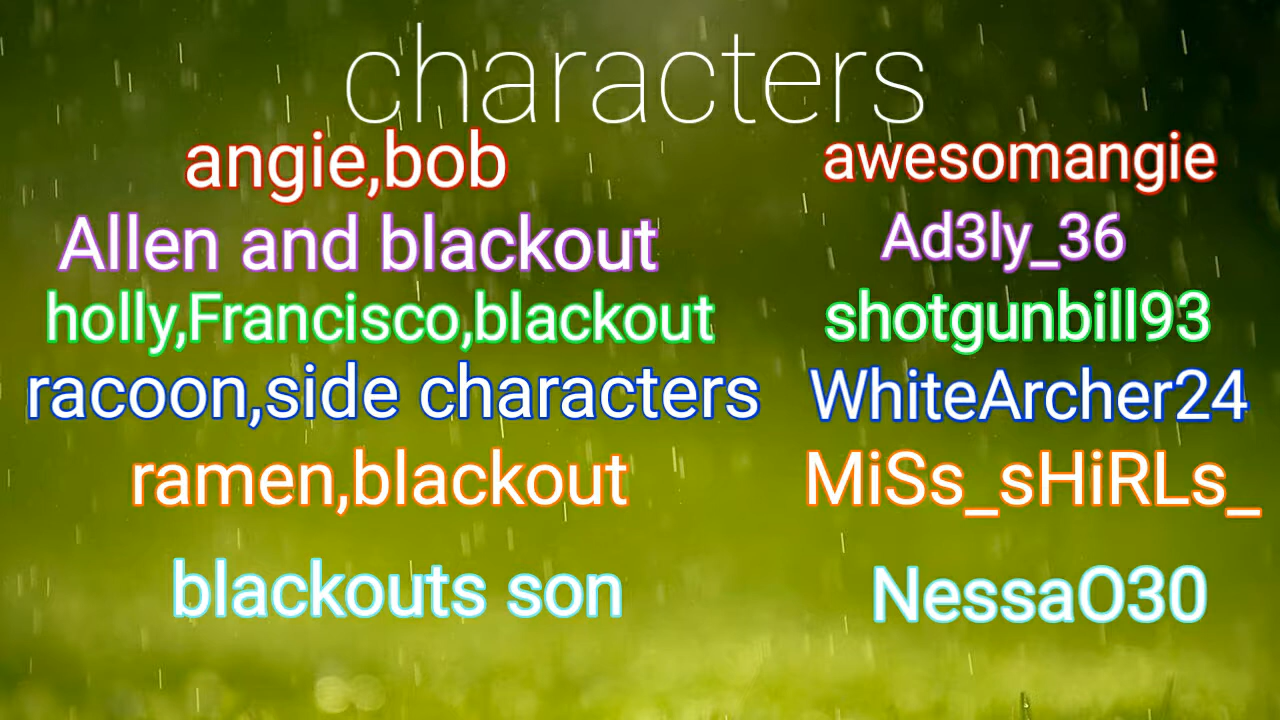 characters
angie,bob awesomangie
Allen and blackout Ad3ly_36
holly,Francisco,blackout shotgunbill93
racoon,side characters WhiteArcher24
ramen,blackout MiSs_sHiRLs_
blackouts son NessaO30